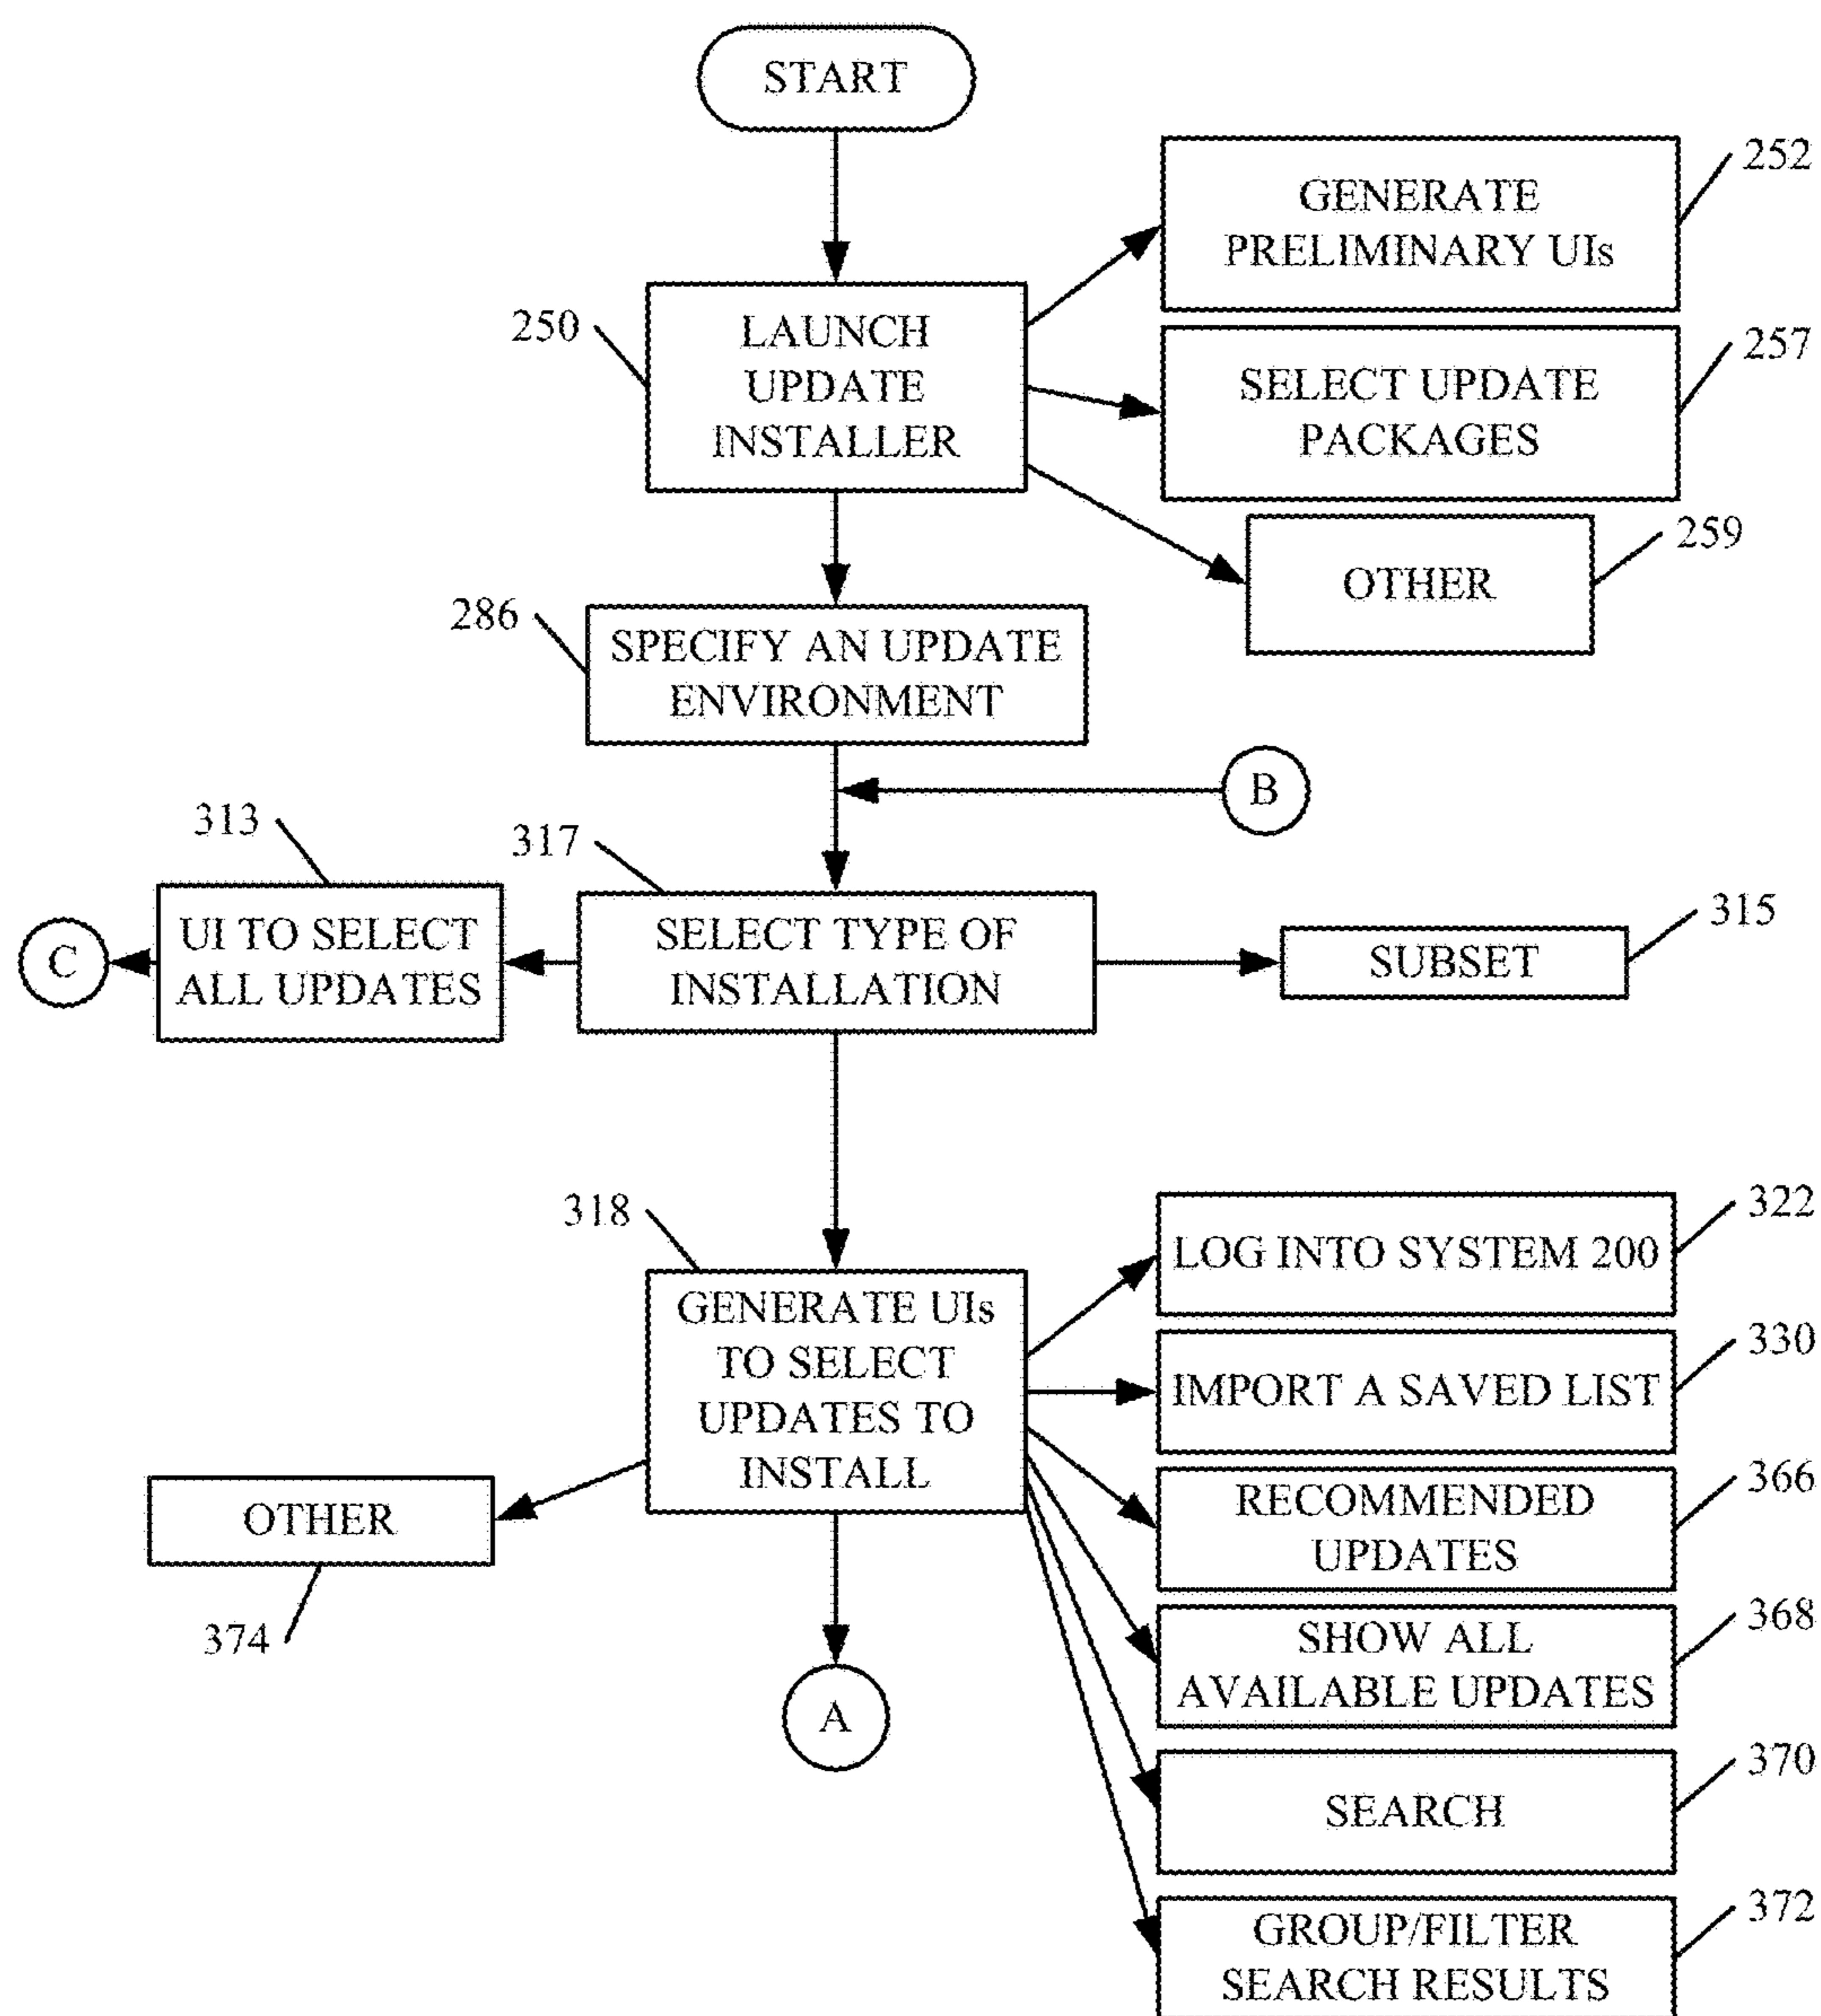 START
252
GENERATE
PRELIMINARY UIs
250
LAUNCH
UPDATE
INSTALLER
257
SELECT UPDATE
PACKAGES
259
OTHER
286
SPECIFY AN UPDATE
ENVIRONMENT
B
313
317
C
UI TO SELECT
ALL UPDATES
SELECT TYPE OF
INSTALLATION
315
SUBSET
318
GENERATE UIs
TO SELECT
UPDATES TO
INSTALL
322
LOG INTO SYSTEM 200
330
IMPORT A SAVED LIST
366
RECOMMENDED
UPDATES
OTHER
374
368
SHOW ALL
AVAILABLE UPDATES
A
370
SEARCH
372
GROUP/FILTER
SEARCH RESULTS